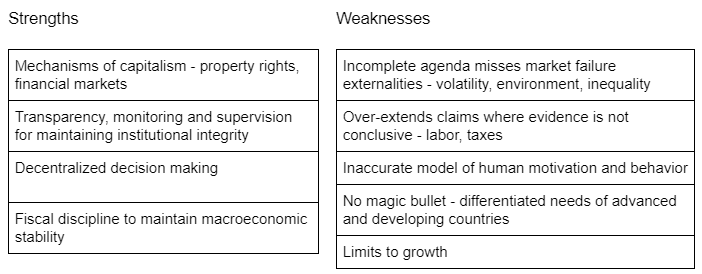 Strengths
Mechanisms of capitalism - property rights,
financial markets
Transparency, monitoring and supervision
for maintaining institutional integrity
Decentralized decision making
Fiscal discipline to maintain macroeconomic
stability
Weaknesses
Incomplete agenda misses market failure
externalities - volatility, environment, inequality
Over-extends claims where evidence is not
conclusive - labor, taxes
Inaccurate model of human motivation and behavior
No magic bullet - differentiated needs of advanced
and developing countries
Limits to growth